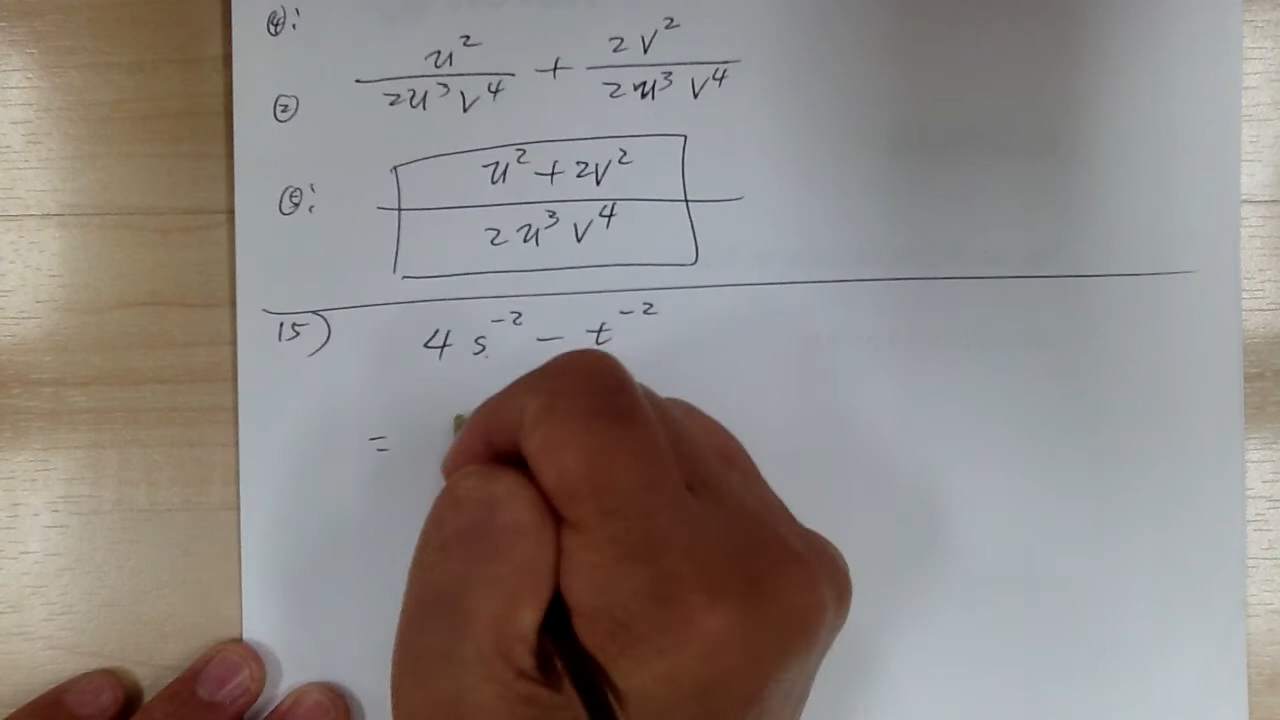 ④:
u² / 2u³v⁴ + 2v² / 2u³v⁴
②
⑤: u² + 2v² / 2u³v⁴
15) 4s⁻² - t⁻²
=